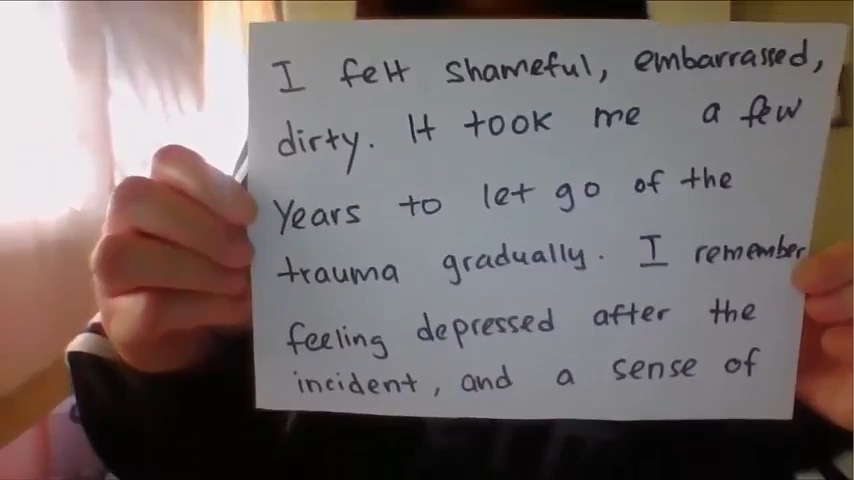 I felt shameful, embarrassed,
dirty. It took me a few
Years to let go of the
trauma gradually. I remember
feeling depressed after the
incident, and a sense of